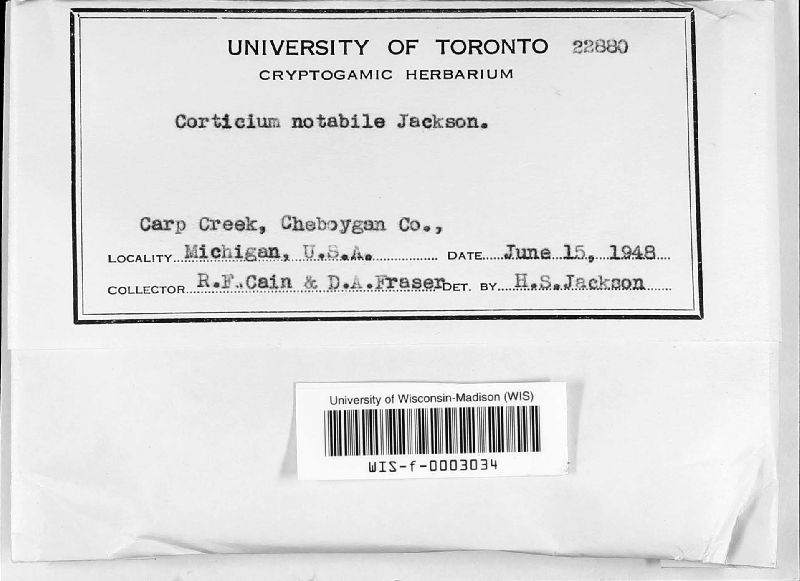 UNIVERSITY OF TORONTO 22880
CRYPTOGAMIC HERBARIUM
Corticium notabile Jackson.
Carp Creek, Cheboygan Co.,
LOCALITY Michigan, U.S.A. DATE June 15, 1948
COLLECTOR R.F.Cain & D.A.Fraser DET. BY H.S.Jackson
University of Wisconsin-Madison (WIS)
WIS-f-0003034